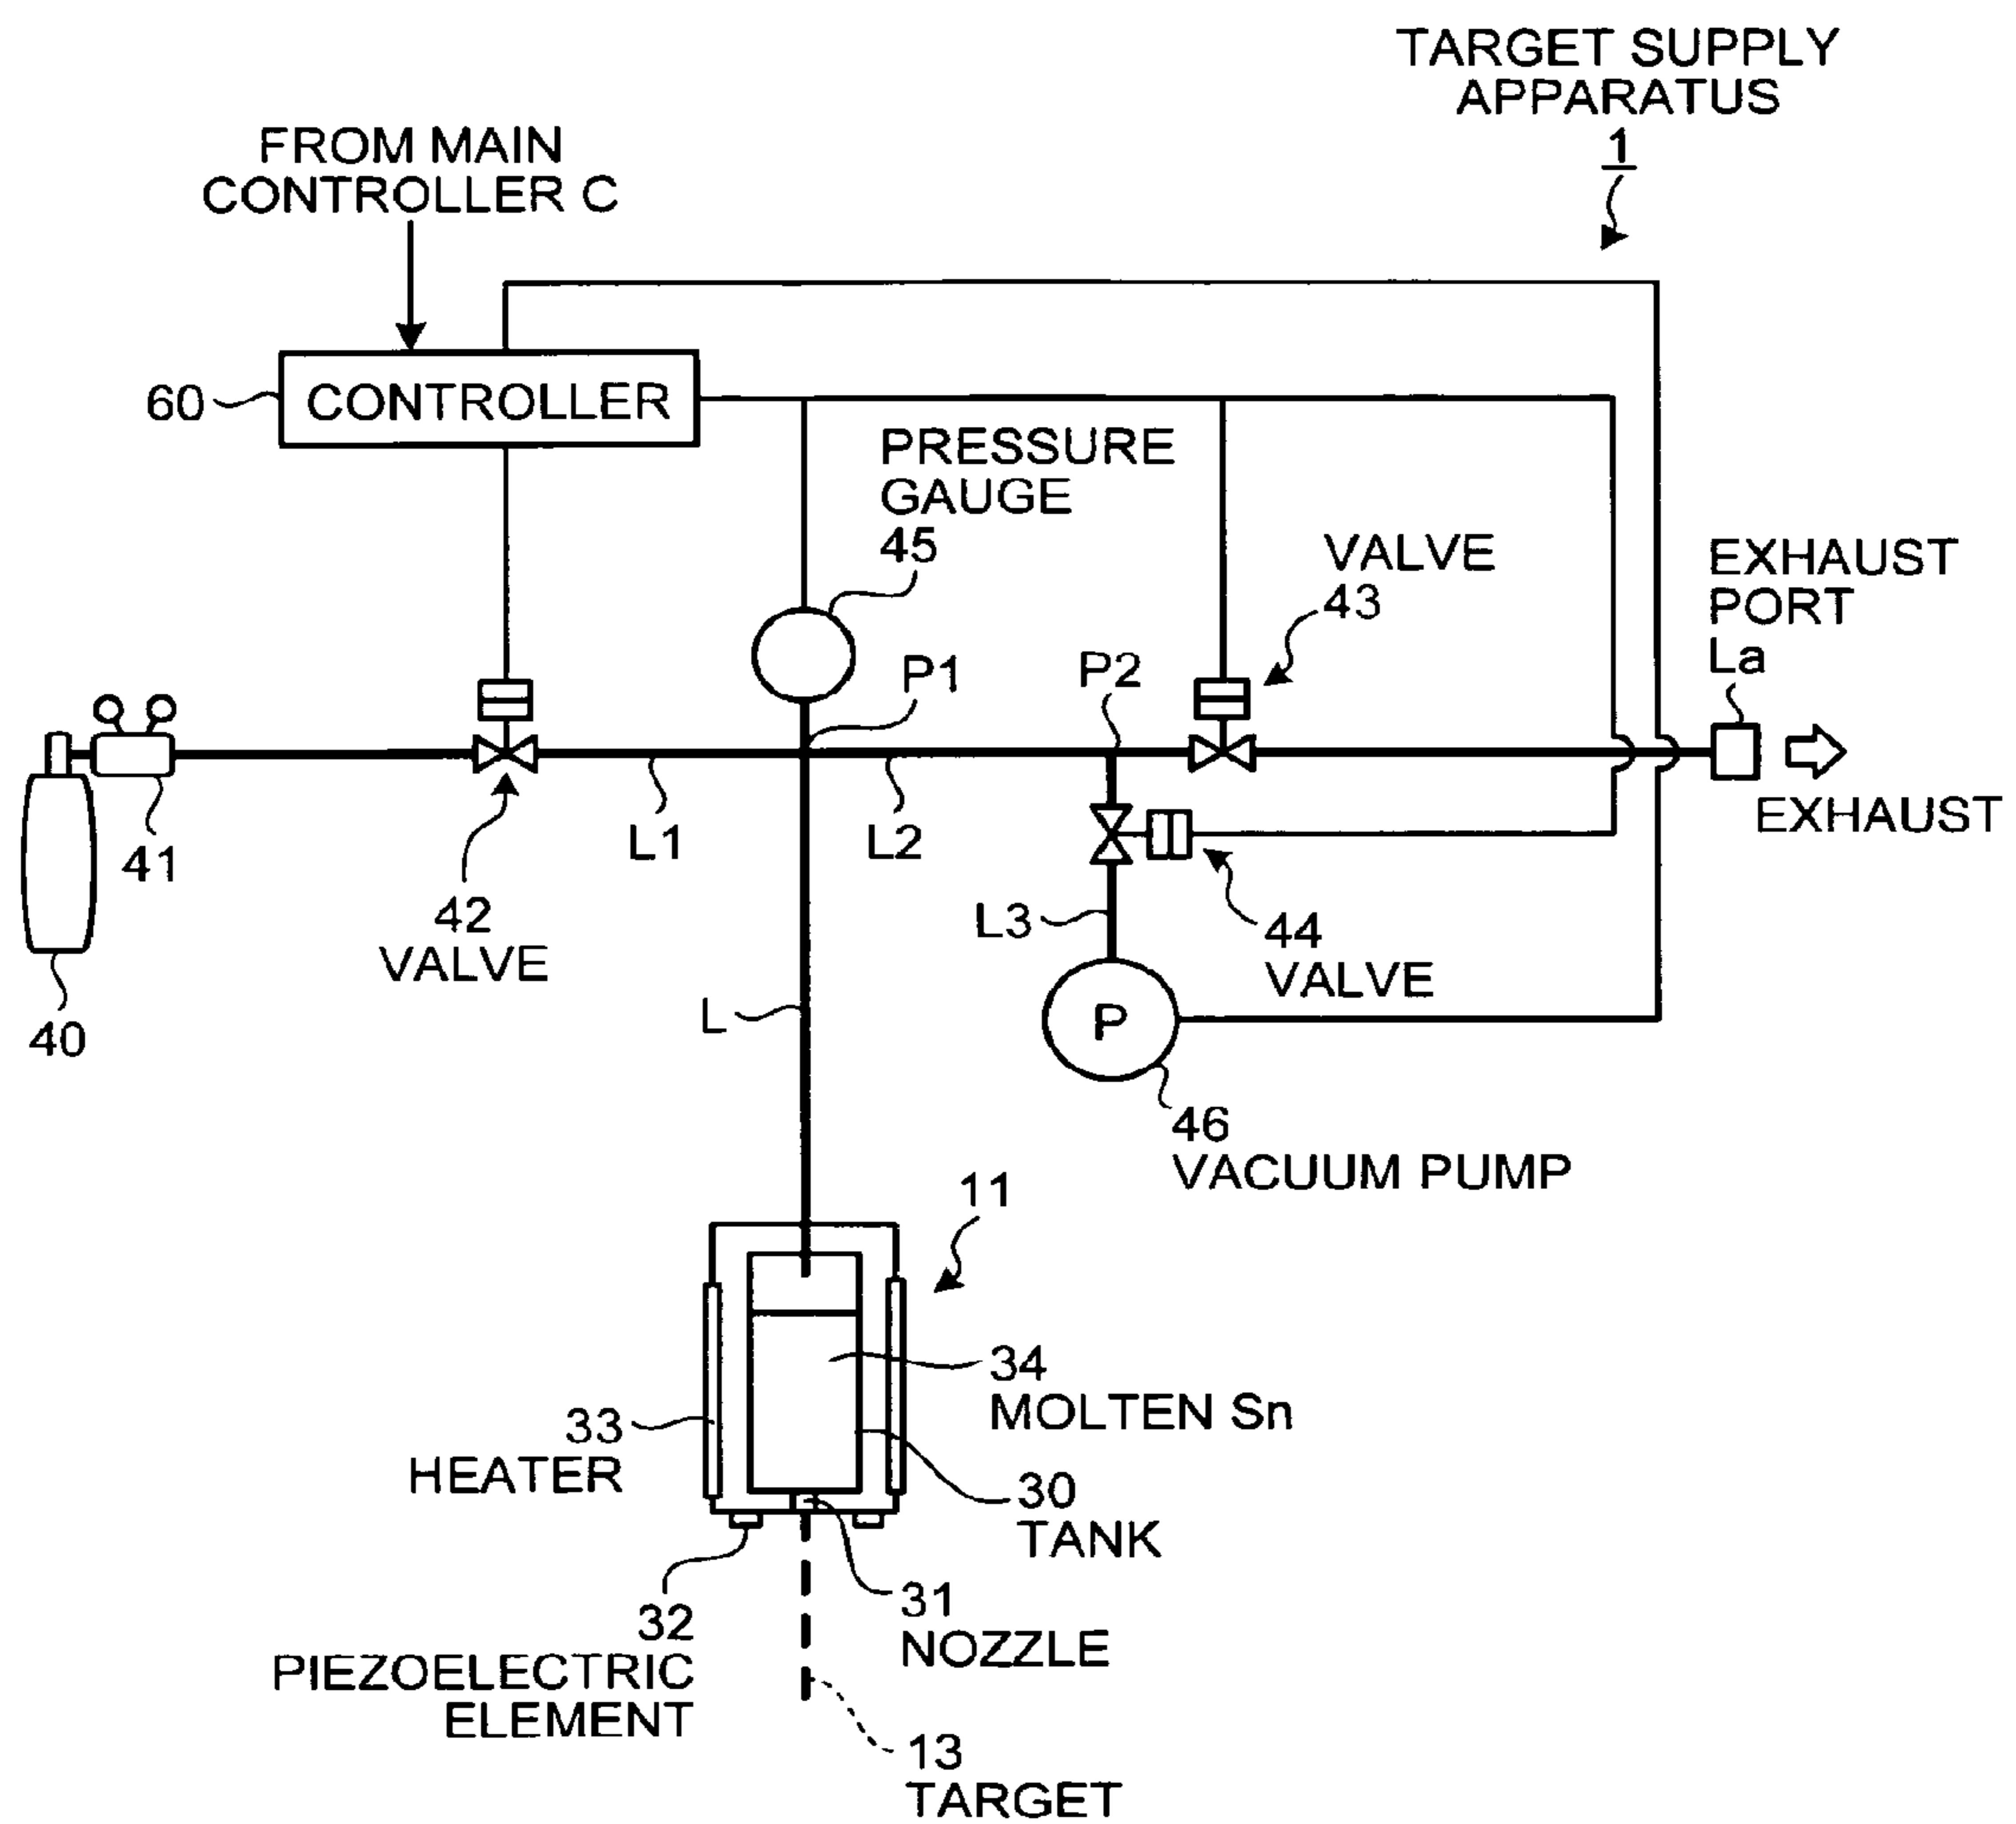 TARGET SUPPLY
APPARATUS
1
FROM MAIN
CONTROLLER C
60
CONTROLLER
PRESSURE
GAUGE
45
VALVE
43
EXHAUST
PORT
La
P1
P2
EXHAUST
41
L1
L2
42
VALVE
L3
44
VALVE
40
L
P
46
VACUUM PUMP
11
34
MOLTEN Sn
33
HEATER
30
TANK
31
NOZZLE
32
PIEZOELECTRIC
ELEMENT
13
TARGET